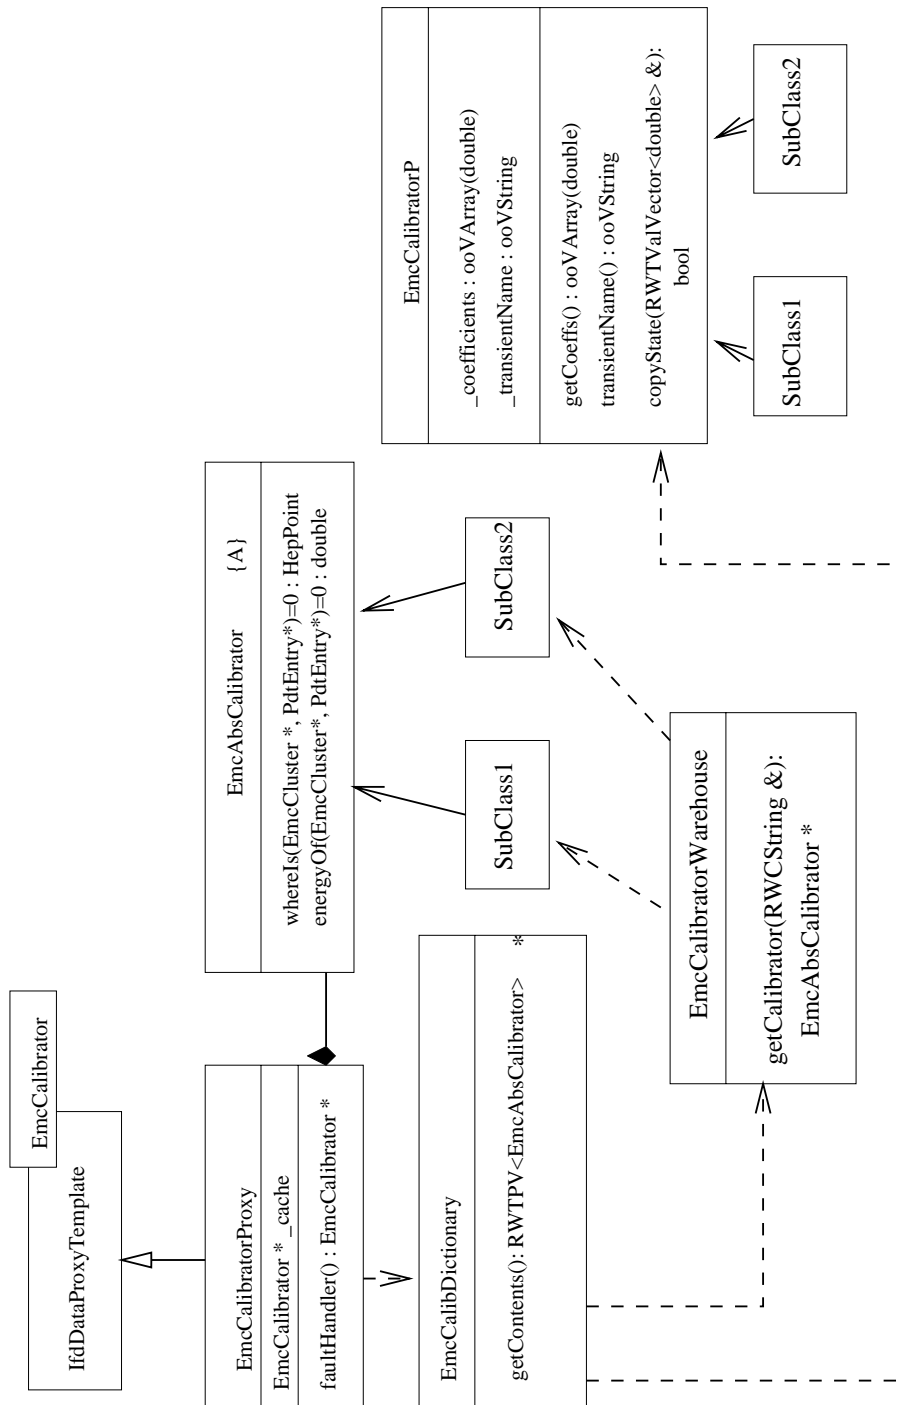 EmcCalibrator
IfdDataProxyTemplate
EmcCalibratorProxy
EmcCalibrator * _cache
faultHandler() : EmcCalibrator *
EmcCalibDictionary
getContents(): RWTPV<EmcAbsCalibrator> *
EmcAbsCalibrator {A}
whereIs(EmcCluster *, PdtEntry*)=0 : HepPoint
energyOf(EmcCluster*, PdtEntry*)=0 : double
SubClass1
SubClass2
EmcCalibratorWarehouse
getCalibrator(RWCString &):
EmcAbsCalibrator *
EmcCalibratorP
_coefficients : ooVArray(double)
_transientName : ooVString
getCoeffs() : ooVArray(double)
transientName() : ooVString
copyState(RWTValVector<double> &):
bool
SubClass1
SubClass2